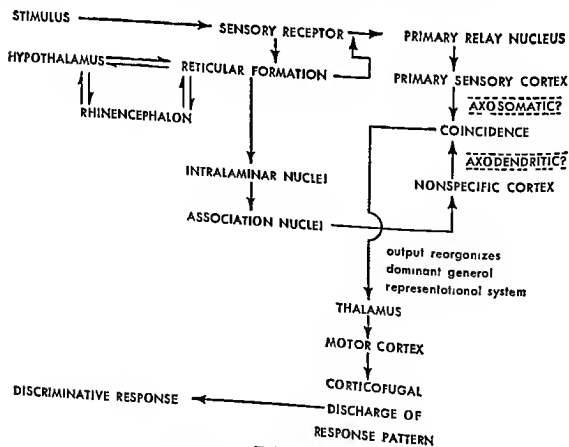 STIMULUS
SENSORY RECEPTOR
PRIMARY RELAY NUCLEUS
HYPOTHALAMUS
RETICULAR FORMATION
PRIMARY SENSORY CORTEX
AXOSOMATIC?
RHINENCEPHALON
COINCIDENCE
AXODENDRITIC?
INTRALAMINAR NUCLEI
NONSPECIFIC CORTEX
ASSOCIATION NUCLEI
output reorganizes
dominant general
representational system
THALAMUS
MOTOR CORTEX
CORTICOFUGAL
DISCRIMINATIVE RESPONSE
DISCHARGE OF
RESPONSE PATTERN